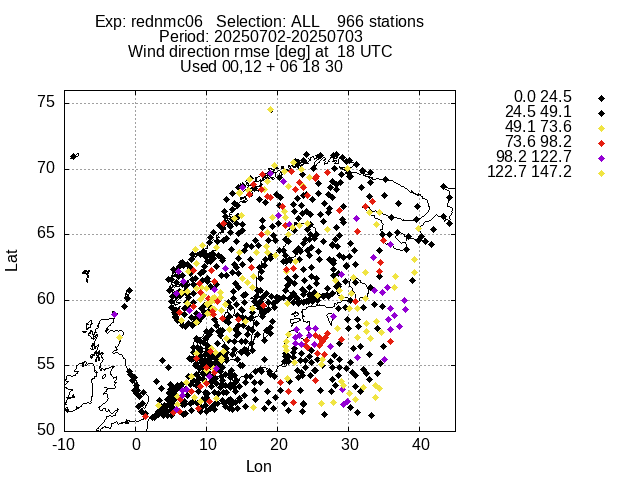 Exp: rednmc06   Selection: ALL    966 stations
Period: 20250702-20250703
Wind direction rmse [deg] at  18 UTC
Used 00,12 + 06 18 30
0.0 24.5
24.5 49.1
49.1 73.6
73.6 98.2
98.2 122.7
122.7 147.2
75
70
65
60
55
50
Lat
-10 0 10 20 30 40
Lon